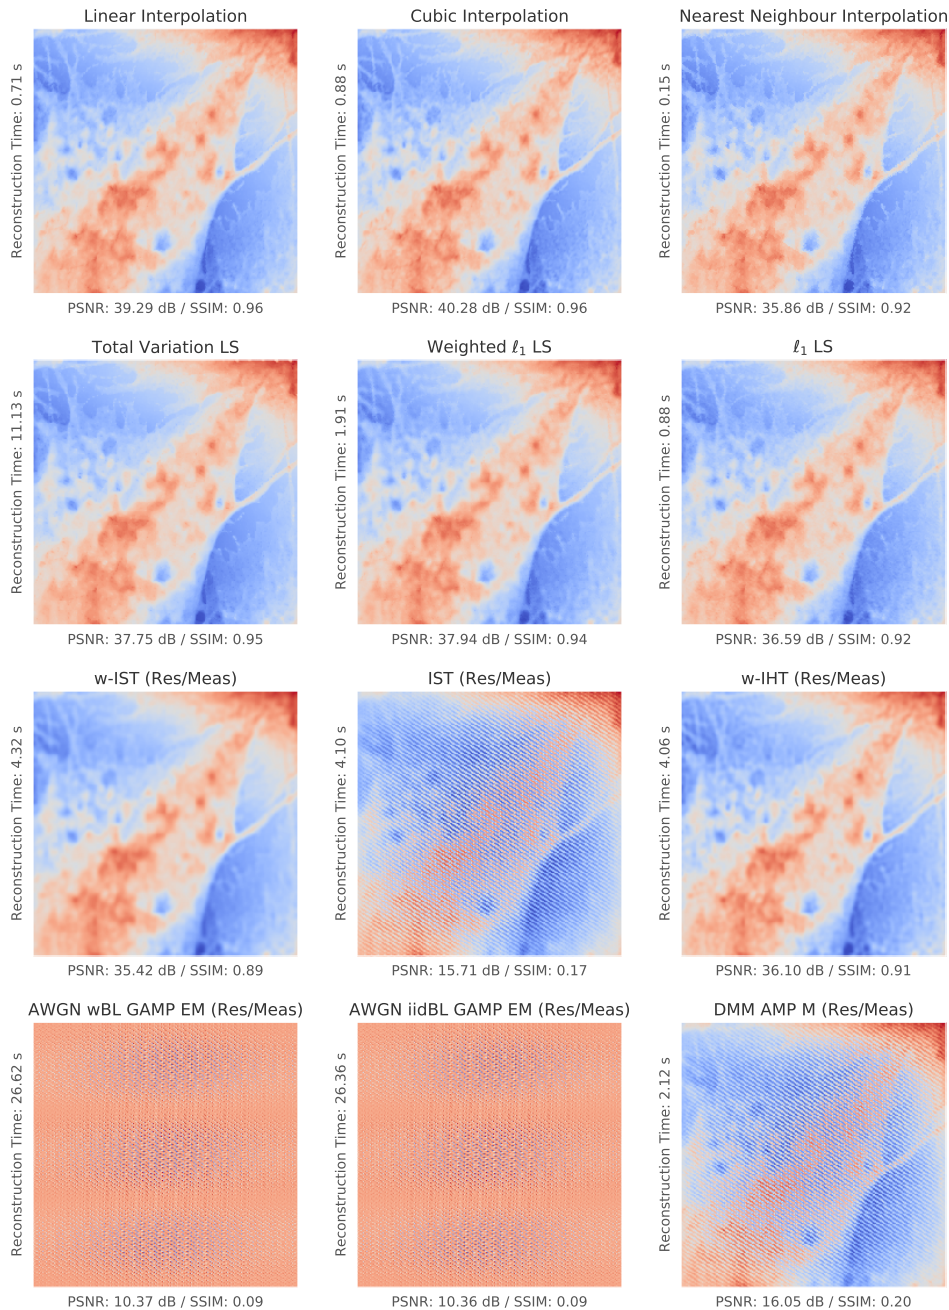 Linear Interpolation
Cubic Interpolation
Nearest Neighbour Interpolation
Reconstruction Time: 0.71 s
Reconstruction Time: 0.88 s
Reconstruction Time: 0.15 s
PSNR: 39.29 dB / SSIM: 0.96
PSNR: 40.28 dB / SSIM: 0.96
PSNR: 35.86 dB / SSIM: 0.92
Total Variation LS
Weighted ℓ₁ LS
ℓ₁ LS
Reconstruction Time: 11.13 s
Reconstruction Time: 1.91 s
Reconstruction Time: 0.88 s
PSNR: 37.75 dB / SSIM: 0.95
PSNR: 37.94 dB / SSIM: 0.94
PSNR: 36.59 dB / SSIM: 0.92
w-IST (Res/Meas)
IST (Res/Meas)
w-IHT (Res/Meas)
Reconstruction Time: 4.32 s
Reconstruction Time: 4.10 s
Reconstruction Time: 4.06 s
PSNR: 35.42 dB / SSIM: 0.89
PSNR: 15.71 dB / SSIM: 0.17
PSNR: 36.10 dB / SSIM: 0.91
AWGN wBL GAMP EM (Res/Meas)
AWGN iidBL GAMP EM (Res/Meas)
DMM AMP M (Res/Meas)
Reconstruction Time: 26.62 s
Reconstruction Time: 26.36 s
Reconstruction Time: 2.12 s
PSNR: 10.37 dB / SSIM: 0.09
PSNR: 10.36 dB / SSIM: 0.09
PSNR: 16.05 dB / SSIM: 0.20